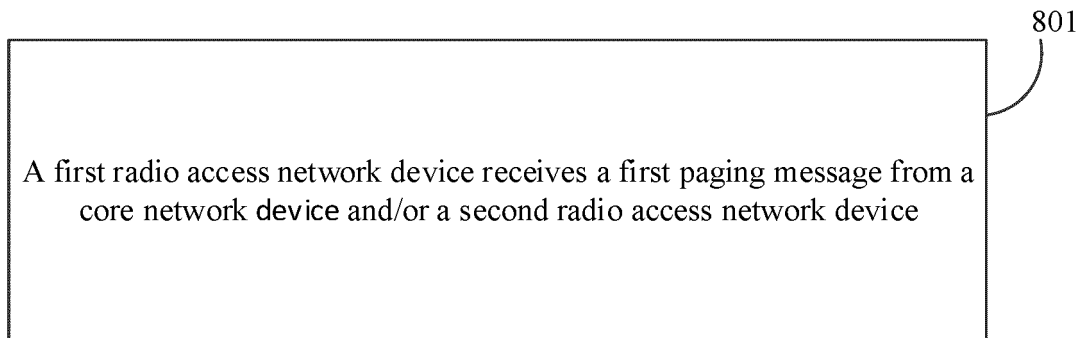 801
A first radio access network device receives a first paging message from a
core network device and/or a second radio access network device